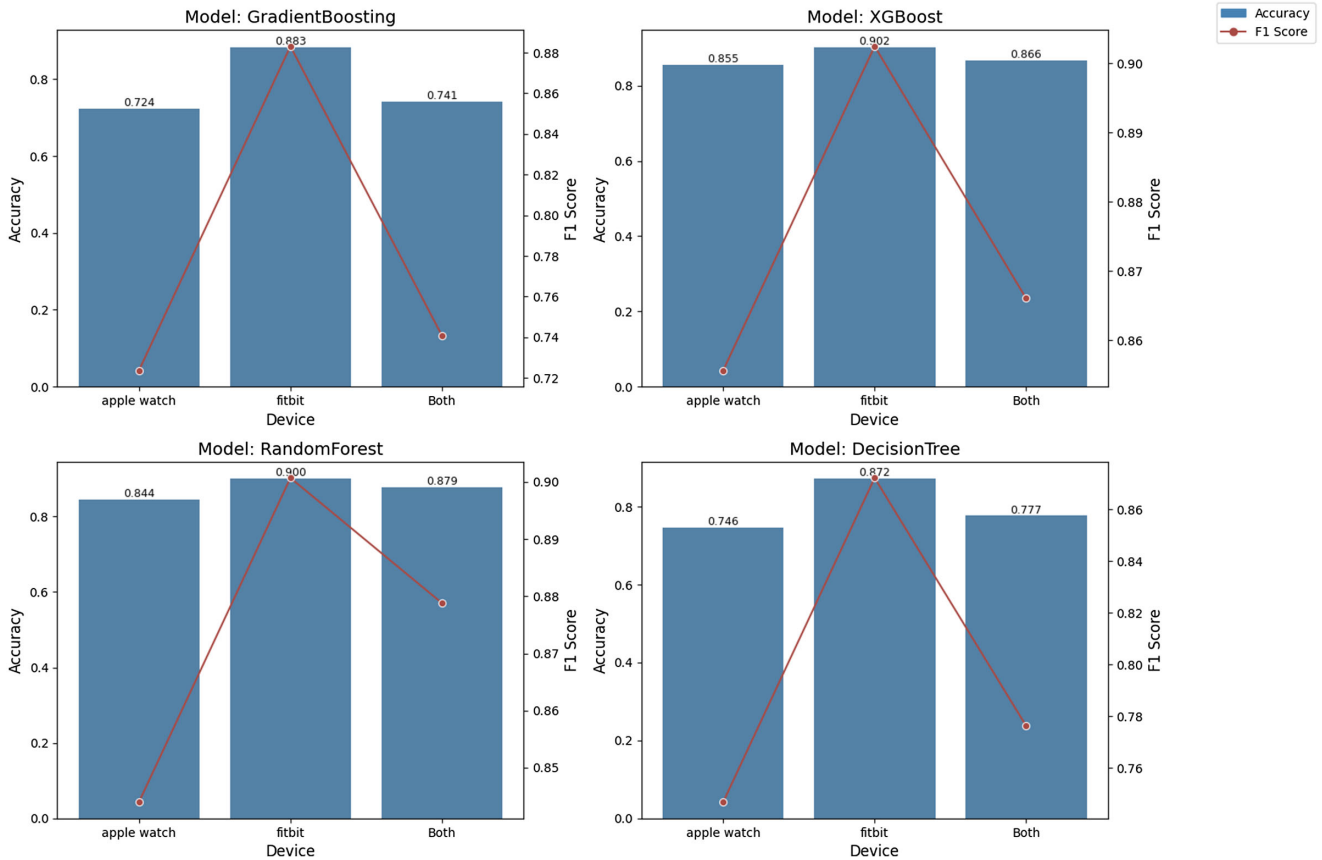 Model: GradientBoosting
0.883
0.724
0.741
0.8
0.6
0.4
0.2
0.0
Accuracy
0.88
0.86
0.84
0.82
0.80
0.78
0.76
0.74
0.72
F1 Score
apple watch
fitbit
Both
Device
Model: XGBoost
0.855
0.902
0.866
0.8
0.6
0.4
0.2
0.0
Accuracy
0.90
0.89
0.88
0.87
0.86
F1 Score
apple watch
fitbit
Both
Device
Accuracy
F1 Score
Model: RandomForest
0.844
0.900
0.879
0.8
0.6
0.4
0.2
0.0
Accuracy
0.90
0.89
0.88
0.87
0.86
0.85
F1 Score
apple watch
fitbit
Both
Device
Model: DecisionTree
0.746
0.872
0.777
0.8
0.6
0.4
0.2
0.0
Accuracy
0.86
0.84
0.82
0.80
0.78
0.76
F1 Score
apple watch
fitbit
Both
Device